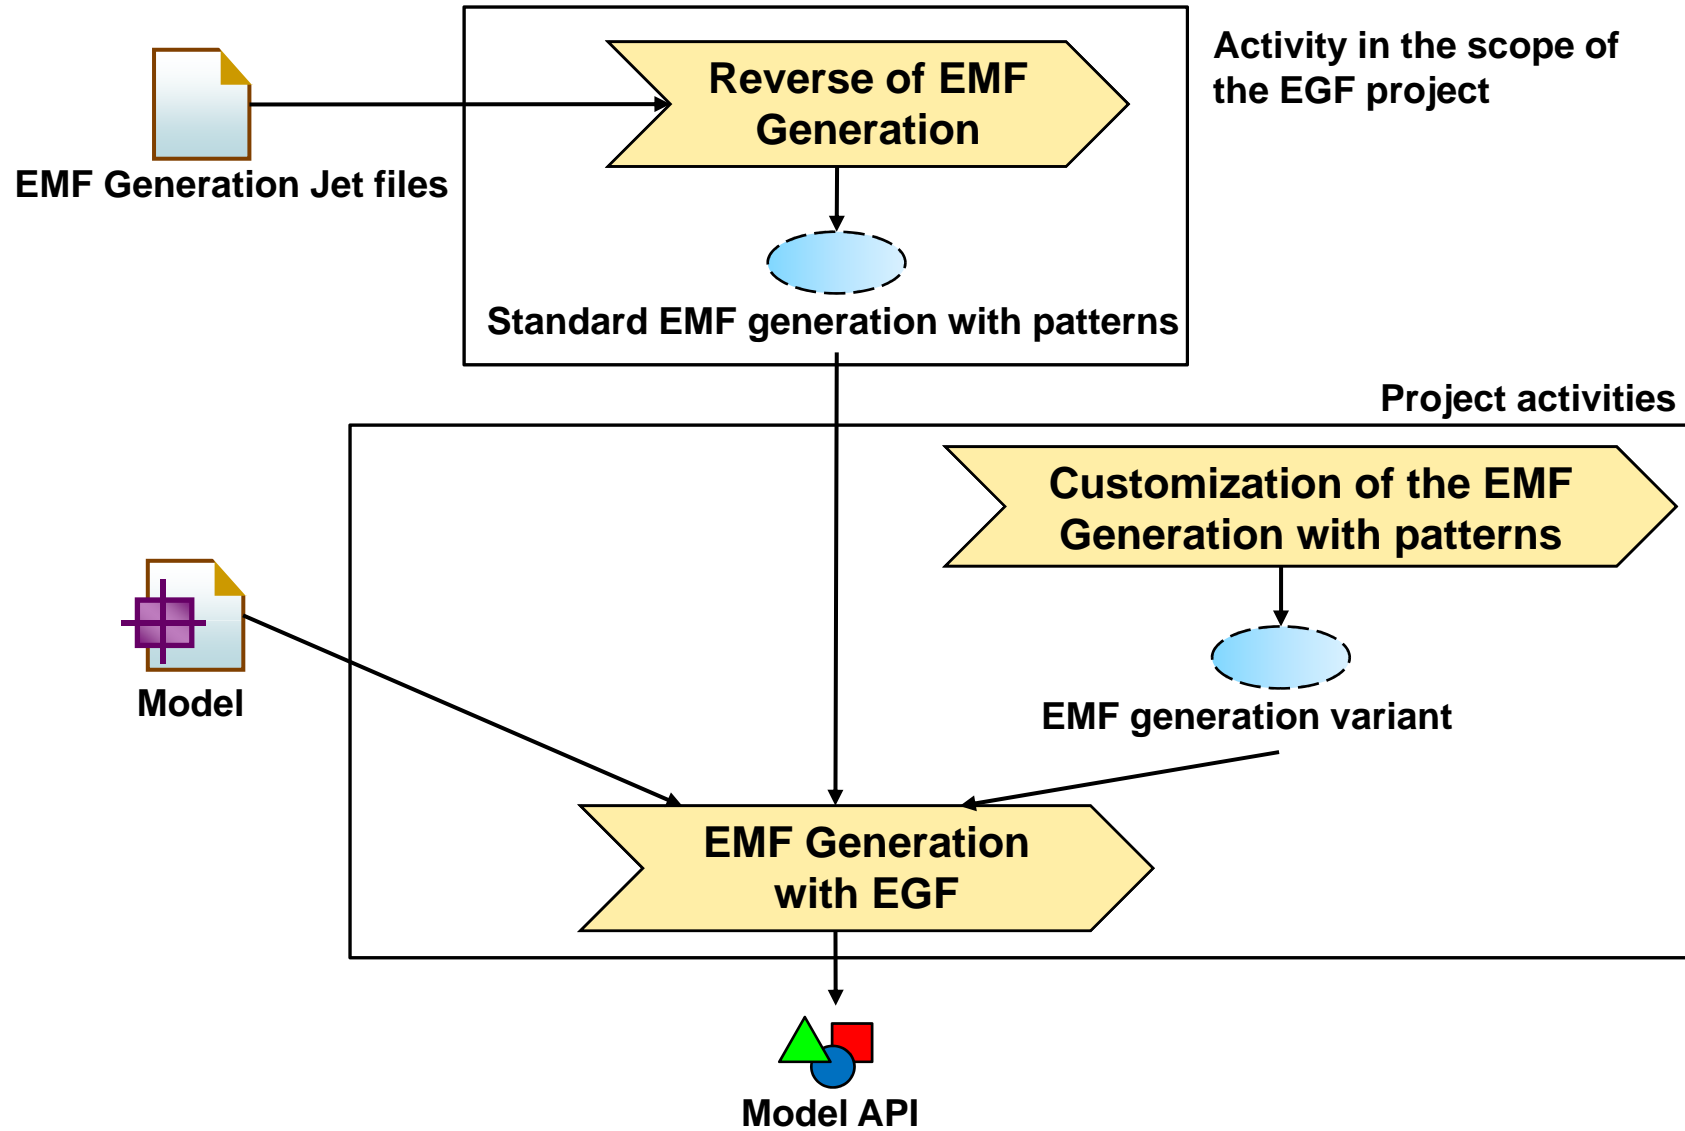 Activity in the scope of
the EGF project
Reverse of EMF
Generation
EMF Generation Jet files
Standard EMF generation with patterns
Project activities
Customization of the EMF
Generation with patterns
Model
EMF generation variant
EMF Generation
with EGF
Model API